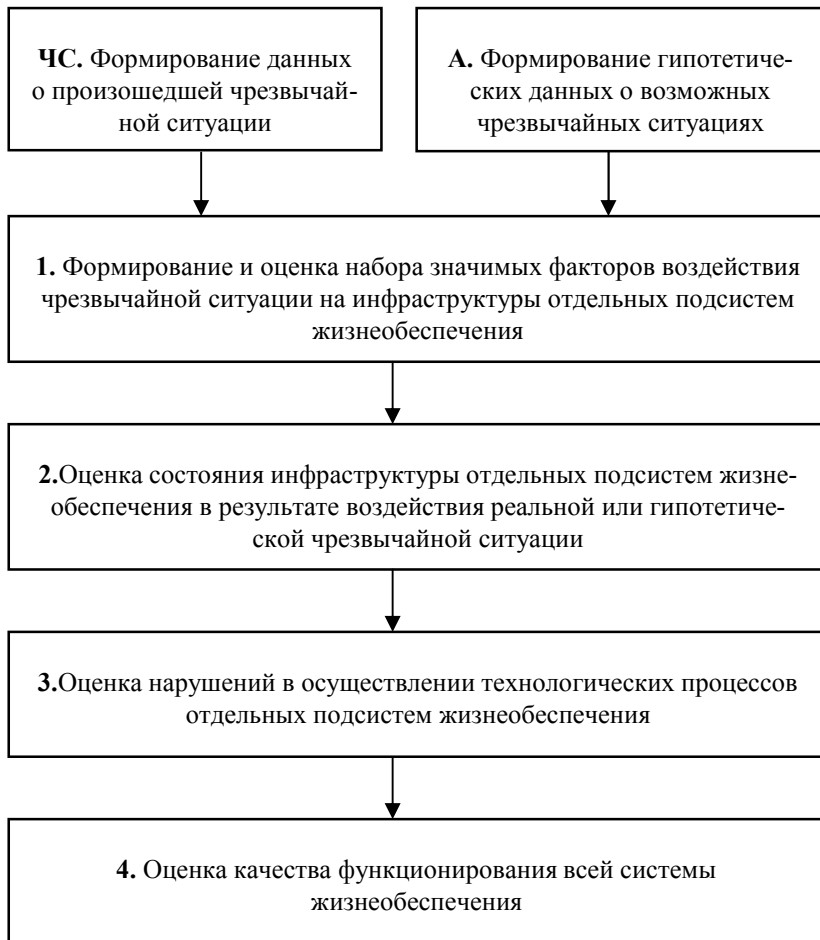 ЧС. Формирование данных
о произошедшей чрезвычай-
ной ситуации
А. Формирование гипотетиче-
ских данных о возможных
чрезвычайных ситуациях
1. Формирование и оценка набора значимых факторов воздействия
чрезвычайной ситуации на инфраструктуры отдельных подсистем
жизнеобеспечения
2.Оценка состояния инфраструктуры отдельных подсистем жизне-
обеспечения в результате воздействия реальной или гипотетиче-
ской чрезвычайной ситуации
3.Оценка нарушений в осуществлении технологических процессов
отдельных подсистем жизнеобеспечения
4. Оценка качества функционирования всей системы
жизнеобеспечения